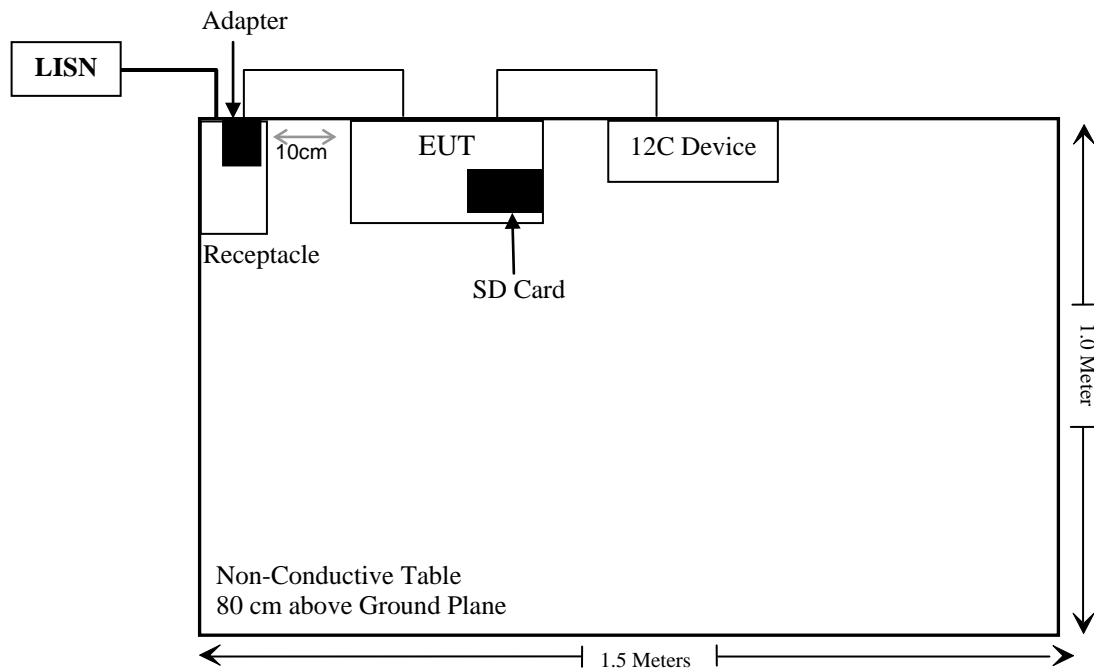 Adapter
LISN
10cm
EUT
12C Device
Receptacle
SD Card
1.0 Meter
Non-Conductive Table
80 cm above Ground Plane
1.5 Meters